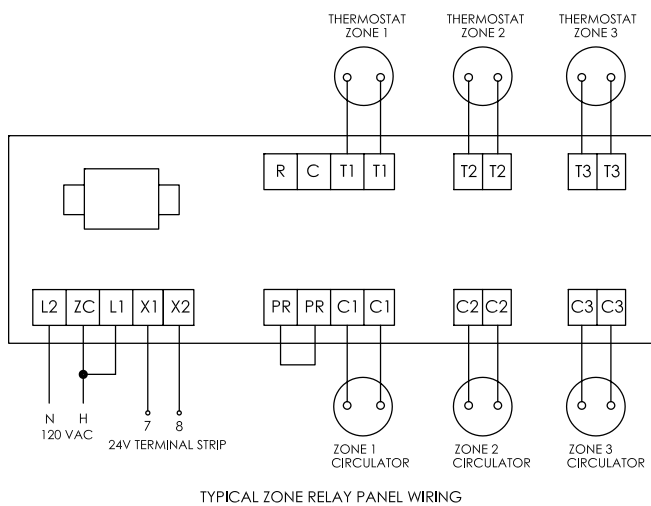 THERMOSTAT
ZONE 1
THERMOSTAT
ZONE 2
THERMOSTAT
ZONE 3
R C T1 T1
T2 T2
T3 T3
L2 ZC L1 X1 X2
PR PR C1 C1
C2 C2
C3 C3
N H
120 VAC
7 8
24V TERMINAL STRIP
ZONE 1
CIRCULATOR
ZONE 2
CIRCULATOR
ZONE 3
CIRCULATOR
TYPICAL ZONE RELAY PANEL WIRING